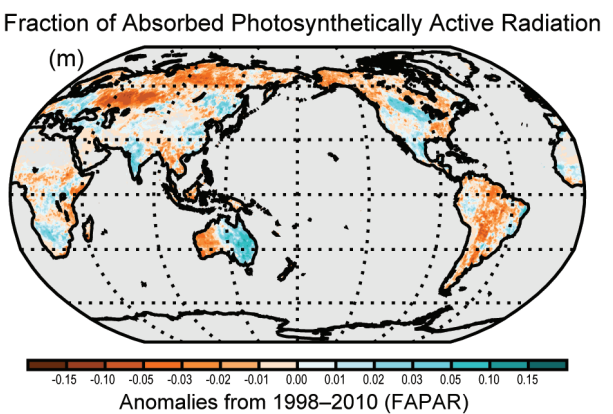 Fraction of Absorbed Photosynthetically Active Radiation
(m)
-0.15 -0.10 -0.05 -0.03 -0.02 -0.01 0.00 0.01 0.02 0.03 0.05 0.10 0.15
Anomalies from 1998–2010 (FAPAR)